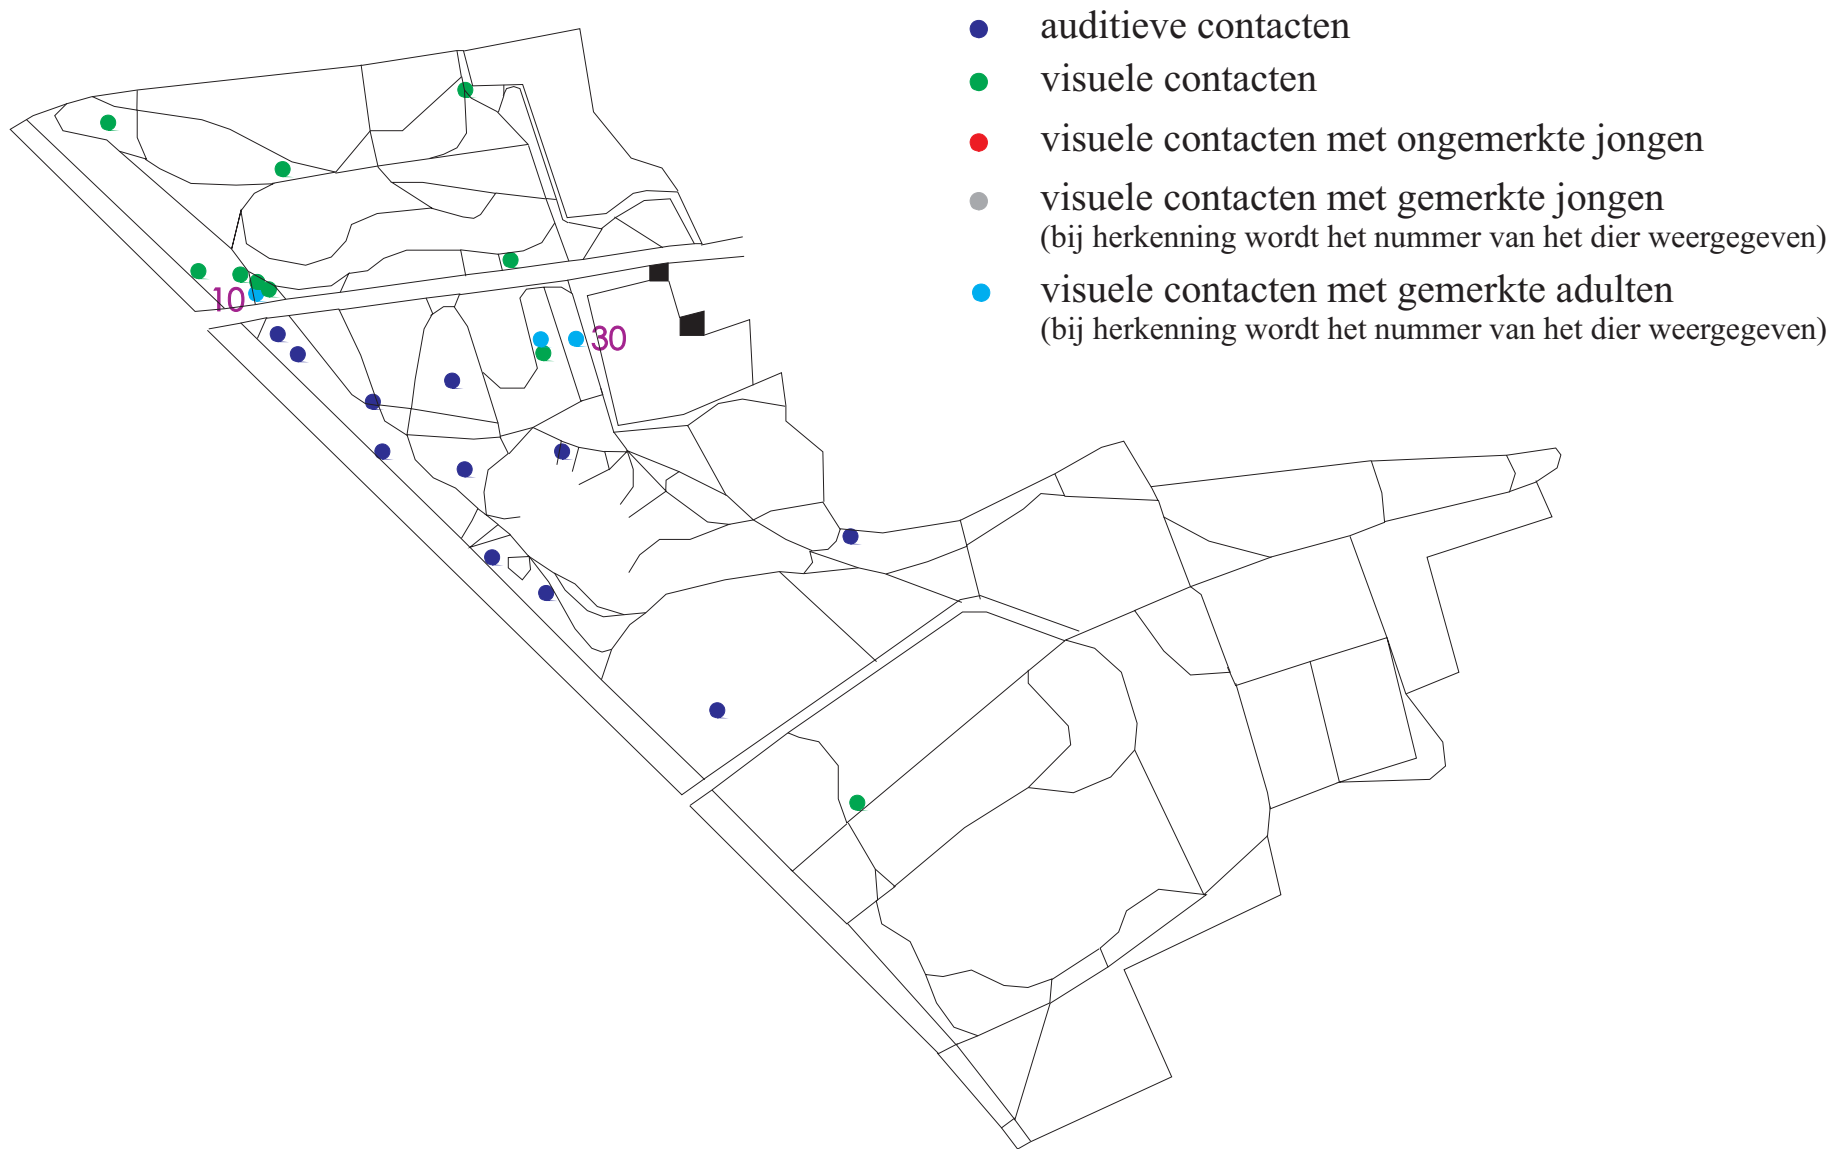 auditieve contacten
visuele contacten
visuele contacten met ongemerkte jongen
visuele contacten met gemerkte jongen
(bij herkenning wordt het nummer van het dier weergegeven)
visuele contacten met gemerkte adulten
(bij herkenning wordt het nummer van het dier weergegeven)
10
30